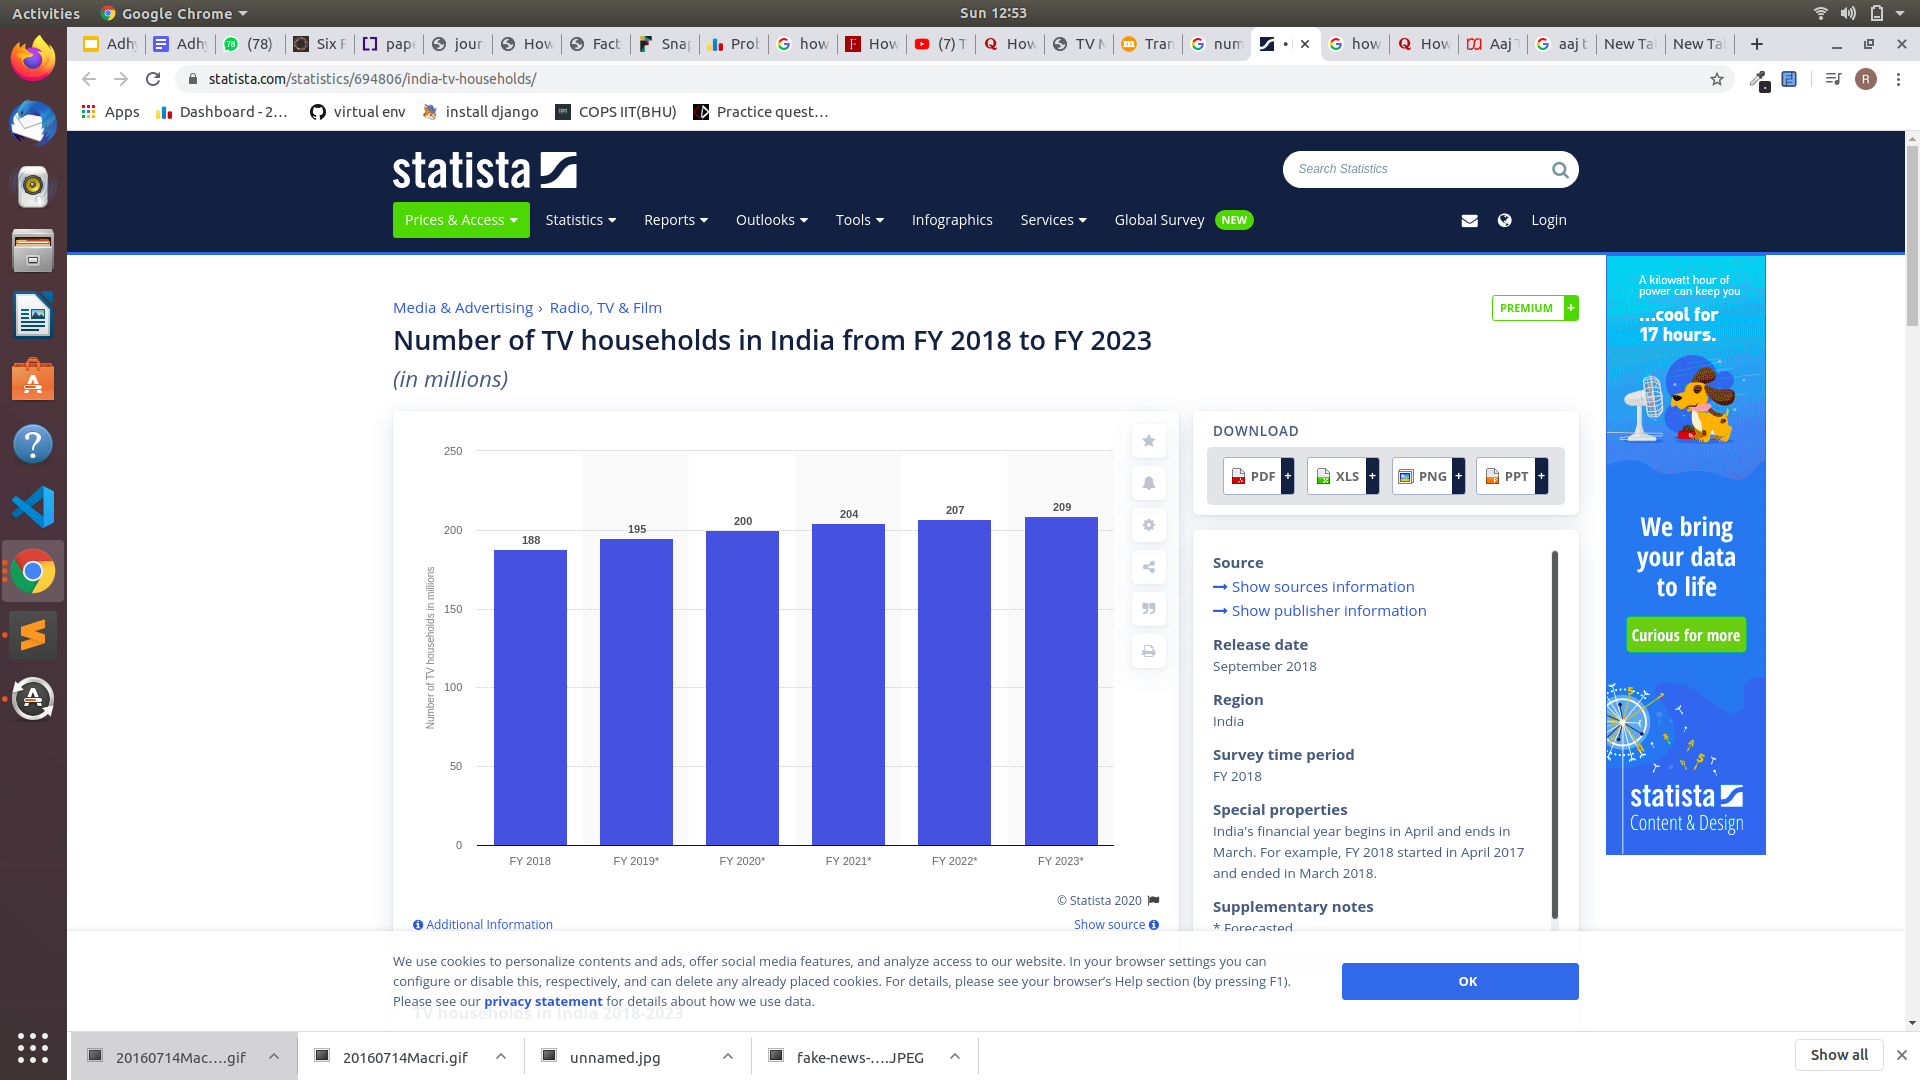 Activities Google Chrome Sun 12:53
Adhy Adhy (78) Six F pape jour How Fact Snap Prob how How (7) T How TV N Tran num how How Aaj T aaj t New Tab New Tab
statista.com/statistics/694806/india-tv-households/ R
Apps Dashboard - 2… virtual env install django COPS IIT(BHU) Practice quest…
statista
Search Statistics
Prices & Access Statistics Reports Outlooks Tools Infographics Services Global Survey NEW Login
Media & Advertising › Radio, TV & Film
PREMIUM +
Number of TV households in India from FY 2018 to FY 2023
(in millions)
Number of TV households in millions
250
200
150
100
50
0
188
195
200
204
207
209
FY 2018 FY 2019* FY 2020* FY 2021* FY 2022* FY 2023*
© Statista 2020
Additional Information Show source
DOWNLOAD
PDF + XLS + PNG + PPT +
Source
Show sources information
Show publisher information
Release date
September 2018
Region
India
Survey time period
FY 2018
Special properties
India's financial year begins in April and ends in
March. For example, FY 2018 started in April 2017
and ended in March 2018.
Supplementary notes
* Forecasted
A kilowatt hour of
power can keep you
...cool for
17 hours.
We bring
your data
to life
Curious for more
statista
Content & Design
We use cookies to personalize contents and ads, offer social media features, and analyze access to our website. In your browser settings you can
configure or disable this, respectively, and can delete any already placed cookies. For details, please see your browser’s Help section (by pressing F1).
Please see our privacy statement for details about how we use data.
OK
TV households in India 2018-2023
20160714Mac….gif 20160714Macri.gif unnamed.jpg fake-news-….JPEG Show all